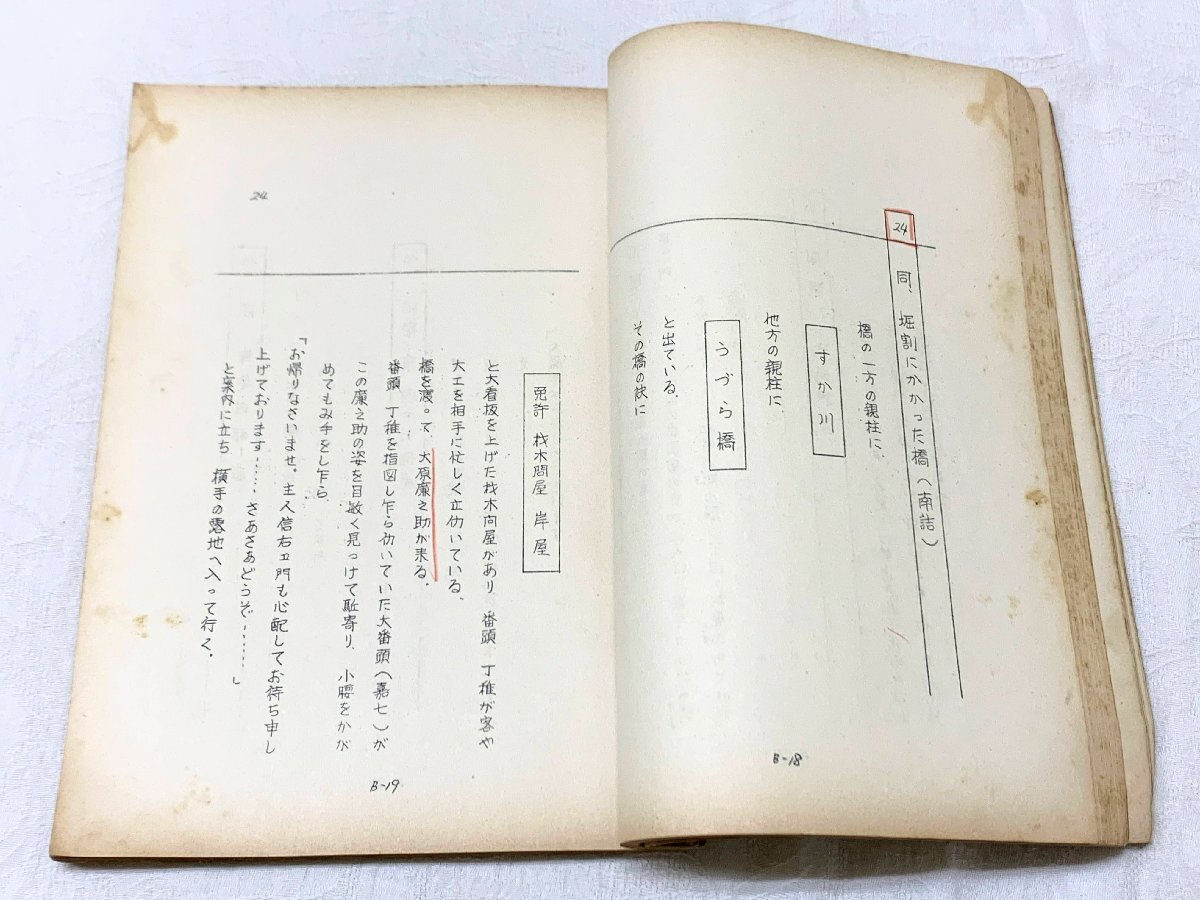 24
同、堀割にかかった橋(南詰)
橋の一方の親柱に、
すか川
他方の親柱に、
うづら橋
と出ている。
その橋の袂に
B-18
24
免許 材木問屋 岸屋
と大看板を上げた材木向屋があり、番頭 丁稚が客や
大工を相手に忙しく立仂いている。
橋を渡って、大原廉之助が来る。
番頭 丁稚を指図し乍ら仂いていた大番頭(嘉七)が
この廉之助の姿を目敏く見つけて駈寄り、小腰をかが
めてもみ手をし乍ら
「お帰りなさいませ。主人信右ヱ門も心配してお待ち申し
上げております……さあさあどうぞ……」
と案内に立ち 横手の露地へ入って行く。
B-19